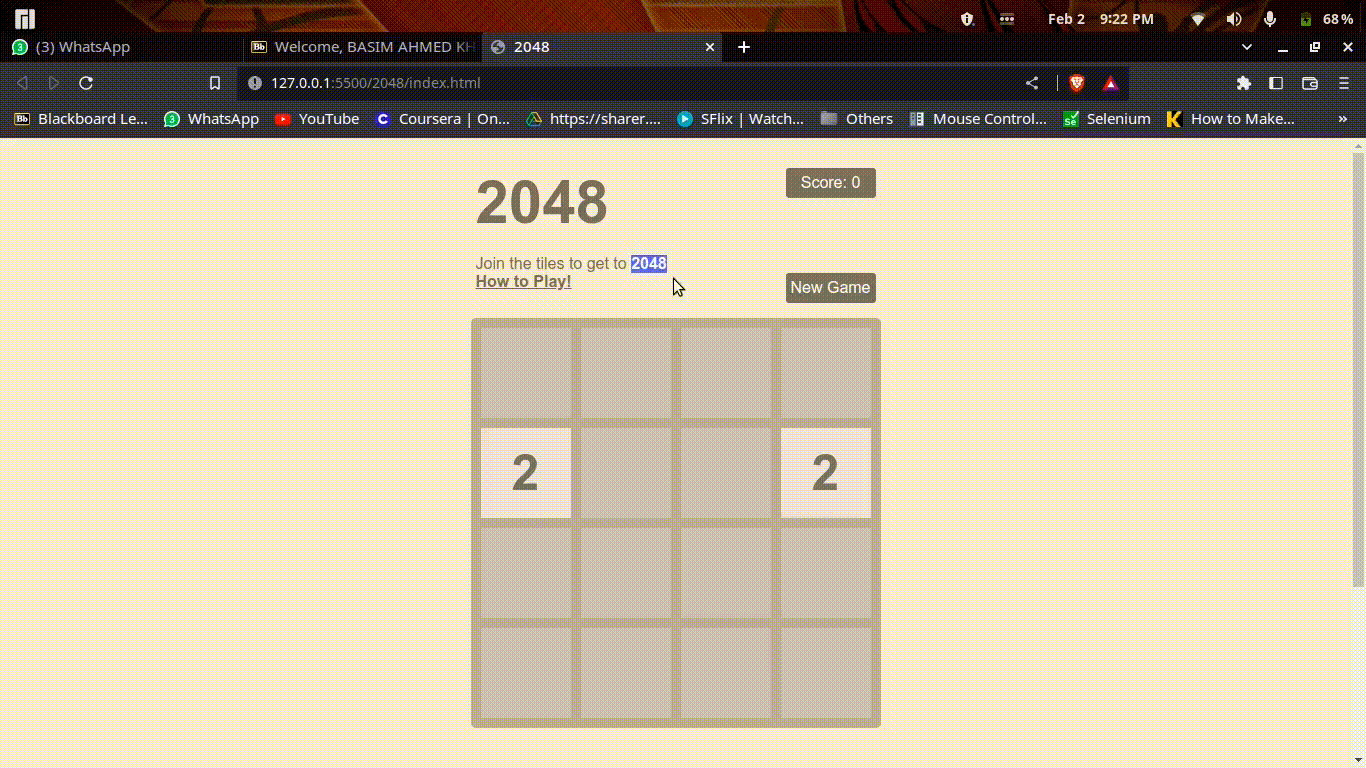 Feb 2 9:22 PM 68%
3 (3) WhatsApp Bb Welcome, BASIM AHMED KH 2048
127.0.0.1:5500/2048/index.html
Bb Blackboard Le... 3 WhatsApp YouTube C Coursera | On... https://sharer.... SFlix | Watch... Others Mouse Control... Se Selenium K How to Make... »
2048
Score: 0
Join the tiles to get to 2048
How to Play!
New Game
2 2